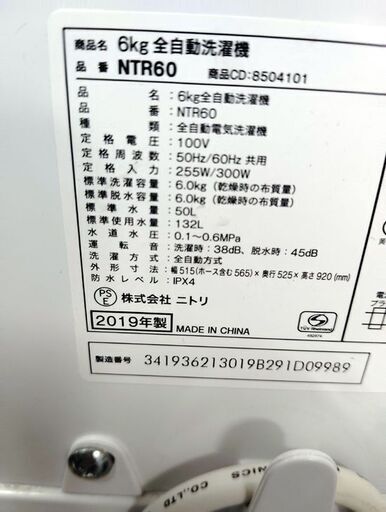 商品名 6kg 全自動洗濯機
品番 NTR60 商品CD:8504101
品名:6kg全自動洗濯機
品番:NTR60
種類:全自動電気洗濯機
定格電圧:100V
定格周波数:50Hz/60Hz 共用
定格入力:255W/300W
標準洗濯容量:6.0kg (乾燥時の布質量)
標準脱水容量:6.0kg (乾燥時の布質量)
標準水量:50L
標準使用水量:132L
水道水圧:0.1~0.6MPa
運転音:洗濯時:38dB、脱水時:45dB
洗濯方式:全自動方式
外形寸法:幅515(ホース含む565)×奥行525×高さ920(mm)
防水レベル:IPX4
PSE 株式会社ニトリ
2019年製 MADE IN CHINA
製造番号 341936213019B291D09989
CO.,LTD